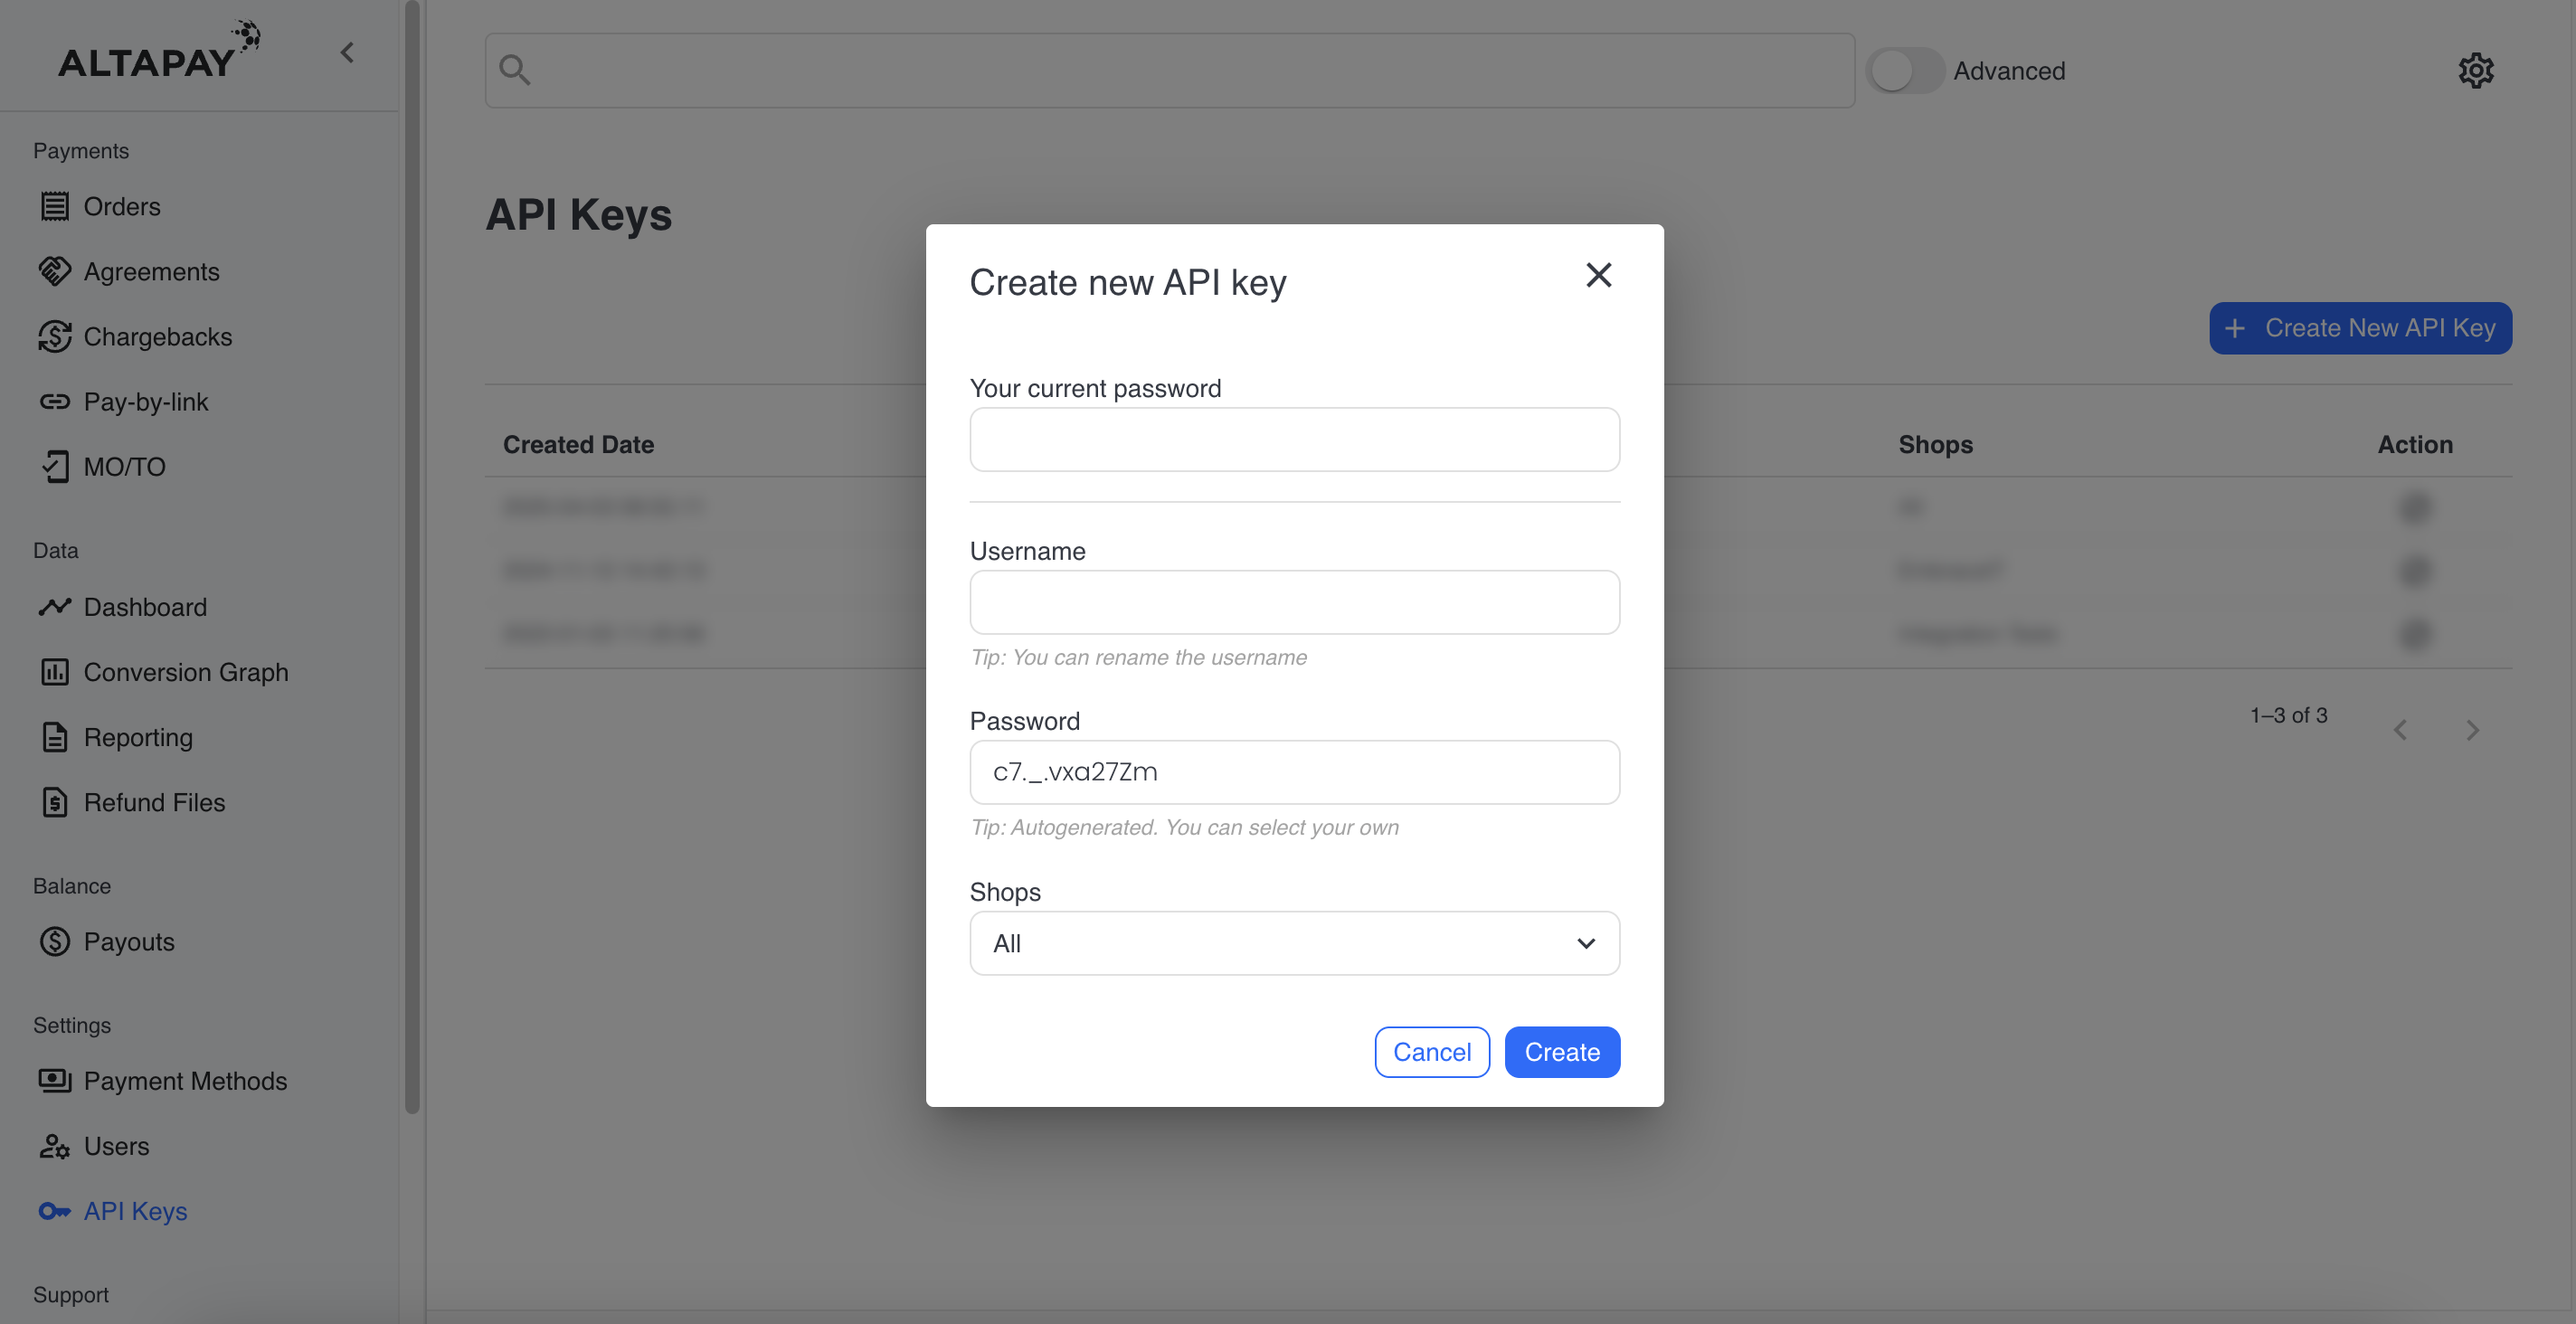 ALTAPAY
Payments
Orders
Agreements
Chargebacks
Pay-by-link
MO/TO
Data
Dashboard
Conversion Graph
Reporting
Refund Files
Balance
Payouts
Settings
Payment Methods
Users
API Keys
Support
Advanced
API Keys
+ Create New API Key
Created Date
Shops
Action
1–3 of 3
Create new API key
Your current password
Username
Tip: You can rename the username
Password
c7._.vxa27Zm
Tip: Autogenerated. You can select your own
Shops
All
Cancel
Create